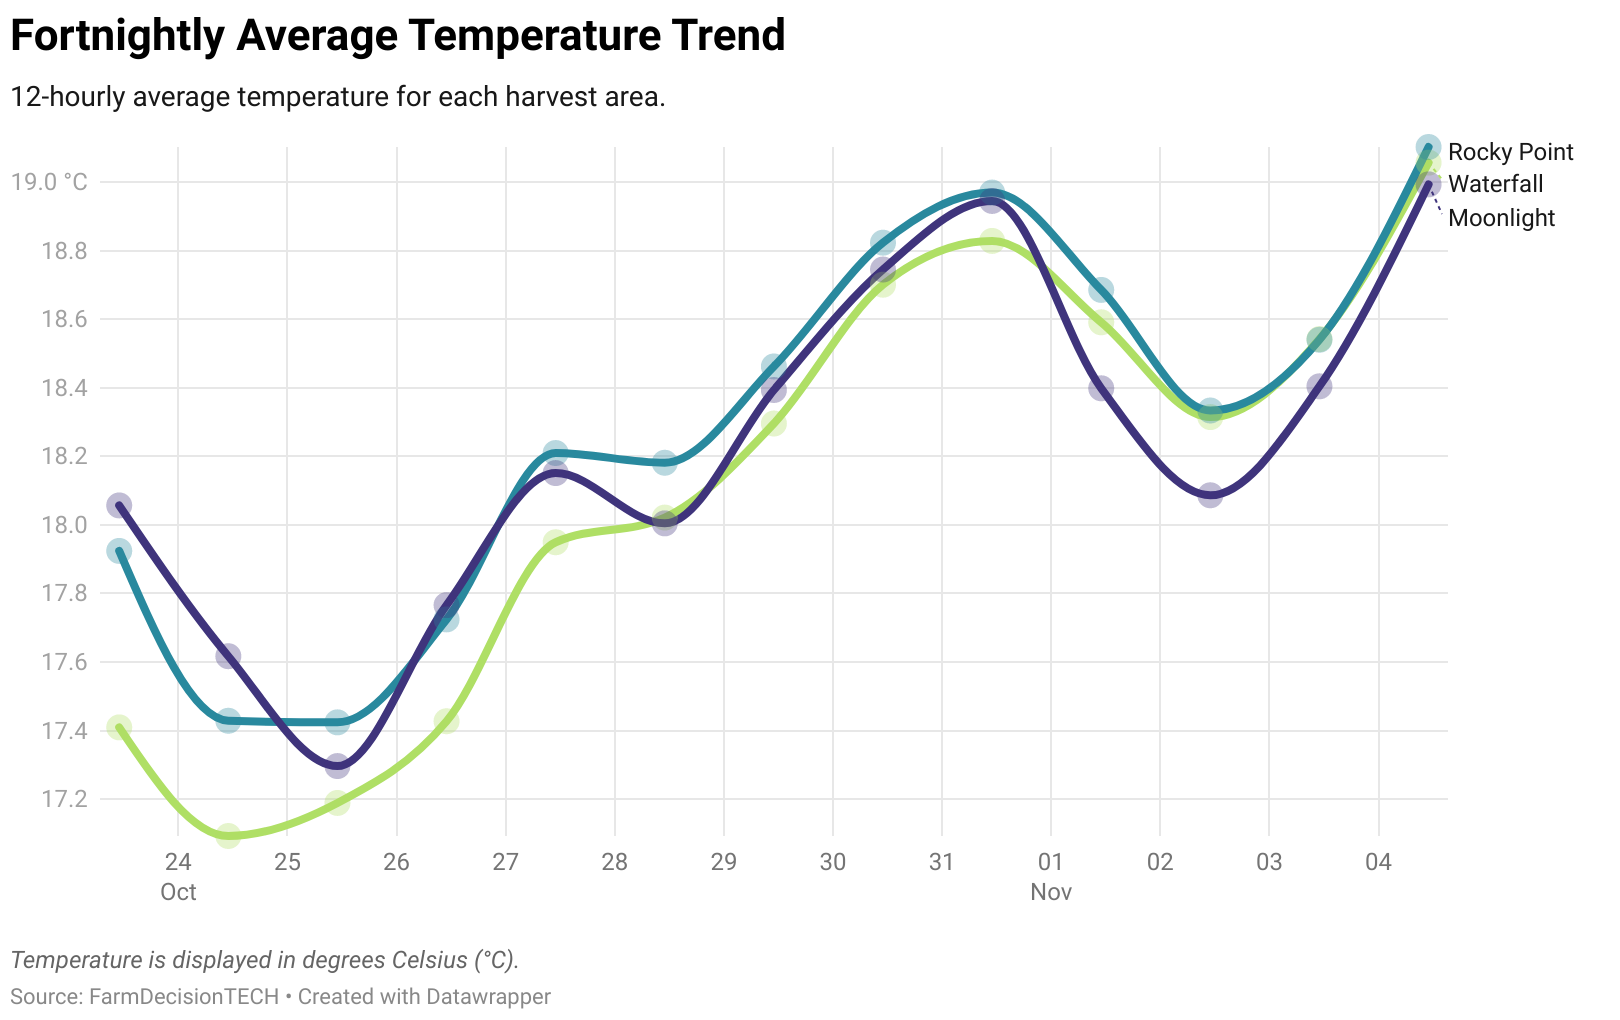 Fortnightly Average Temperature Trend
12-hourly average temperature for each harvest area.
Rocky Point
19.0 °C
Waterfall
Moonlight
18.8
18.6
18.4
18.2
18.0
17.8
17.6
17.4
17.2
24 25 26 27 28 29 30 31 01 02 03 04
Oct Nov
Temperature is displayed in degrees Celsius (°C).
Source: FarmDecisionTECH • Created with Datawrapper